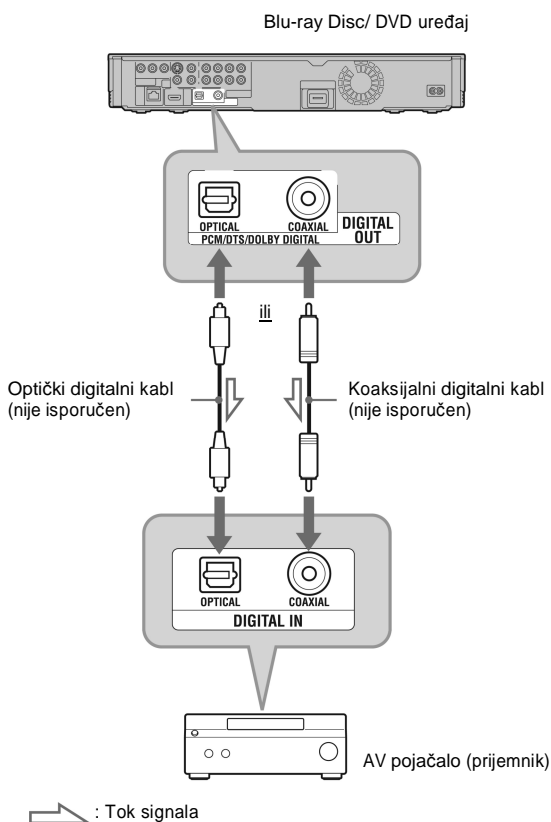 Blu-ray Disc/ DVD uređaj
OPTICAL
COAXIAL
PCM/DTS/DOLBY DIGITAL
DIGITAL
OUT
ili
Optički digitalni kabl
(nije isporučen)
Koaksijalni digitalni kabl
(nije isporučen)
OPTICAL
COAXIAL
DIGITAL IN
AV pojačalo (prijemnik)
: Tok signala